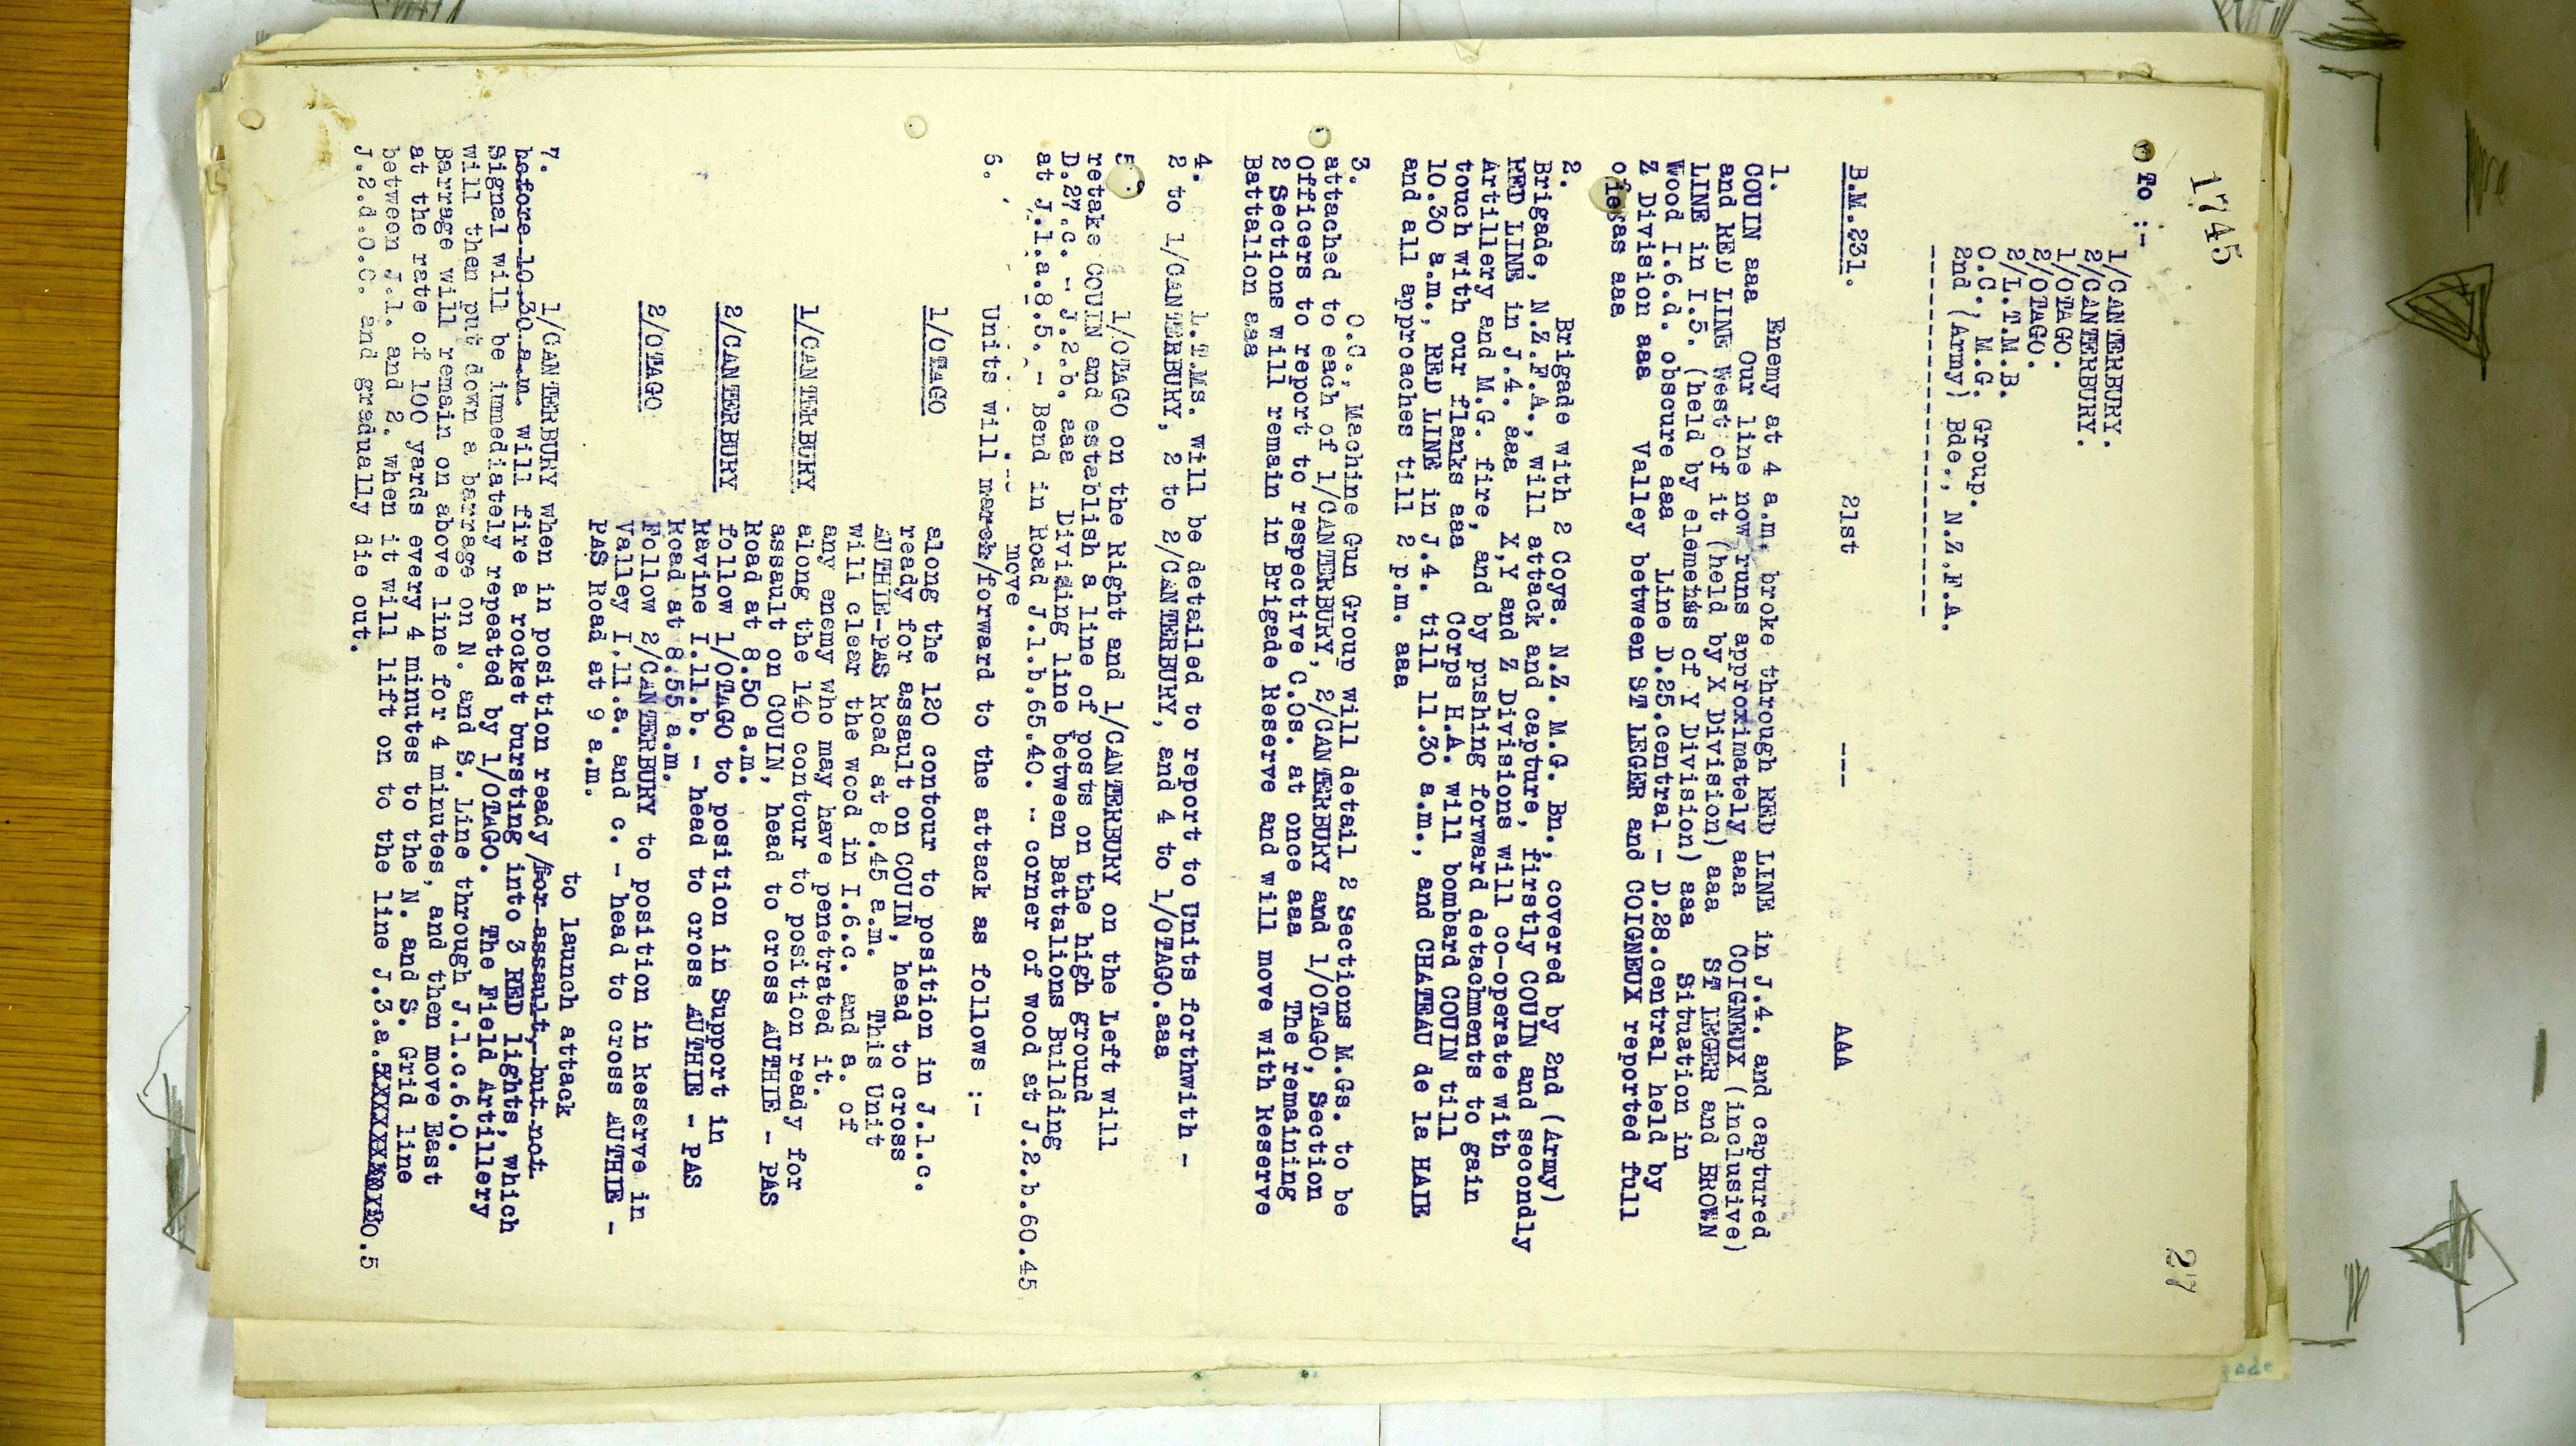 1745
27
To :-
1/CANTERBURY.
2/CANTERBURY.
1/OTAGO.
2/OTAGO.
2/L.T.M.B.
O.C., M.G. Group.
2nd (Army) Bde., N.Z.F.A.
B.M.231. 21st --- AAA
1. Enemy at 4 a.m. broke through RED LINE in J.4. and captured
COUIN aaa Our line now runs approximately aaa COIGNEUX (inclusive)
and RED LINE West of it (held by X Division) aaa ST LEGER and BROWN
LINE in I.5. (held by elements of Y Division) aaa Situation in
Wood I.6.d. obscure aaa Line D.25.central - D.28.central held by
Z Division aaa Valley between ST LEGER and COIGNEUX reported full
of gas aaa
2. Brigade with 2 Coys. N.Z. M.G. Bn., covered by 2nd (Army)
Brigade, N.Z.F.A., will attack and capture, firstly COUIN and secondly
RED LINE in J.4. aaa X,Y and Z Divisions will co-operate with
Artillery and M.G. fire, and by pushing forward detachments to gain
touch with our flanks aaa Corps H.A. will bombard COUIN till
10.30 a.m., RED LINE in J.4. till 11.30 a.m., and CHATEAU de la HAIE
and all approaches till 2 p.m. aaa
3. O.C., Machine Gun Group will detail 2 Sections M.Gs. to be
attached to each of 1/CANTERBURY, 2/CANTERBURY and 1/OTAGO, Section
Officers to report to respective C.Os. at once aaa The remaining
2 Sections will remain in Brigade Reserve and will move with Reserve
Battalion aaa
4. L.T.Ms. will be detailed to report to Units forthwith -
2 to 1/CANTERBURY, 2 to 2/CANTERBURY, and 4 to 1/OTAGO.aaa
5. 1/OTAGO on the Right and 1/CANTERBURY on the Left will
retake COUIN and establish a line of posts on the high ground
D.27.c. - J.2.b. aaa Dividing line between Battalions Building
at J.1.a.8.5. - Bend in Road J.1.b.65.40. - corner of wood at J.2.b.60.45
move
6. Units will march/forward to the attack as follows :-
1/OTAGO along the 120 contour to position in J.1.c.
ready for assault on COUIN, head to cross
AUTHIE-PAS Road at 8.45 a.m. This Unit
will clear the wood in I.6.c. and a. of
any enemy who may have penetrated it.
1/CANTERBURY along the 140 contour to position ready for
assault on COUIN, head to cross AUTHIE - PAS
Road at 8.50 a.m.
2/CANTERBURY follow 1/OTAGO to position in Support in
Ravine I.11.b. - head to cross AUTHIE - PAS
Road at 8.55 a.m.
2/OTAGO Follow 2/CANTERBURY to position in Reserve in
Valley I.11.a. and c. - head to cross AUTHIE -
PAS Road at 9 a.m.
to launch attack
7. 1/CANTERBURY when in position ready /for assault, but not
before 10.30 a.m. will fire a rocket bursting into 3 RED lights, which
Signal will be immediately repeated by 1/OTAGO. The Field Artillery
will then put down a barrage on N. and S. Line through J.1.c.6.0.
Barrage will remain on above line for 4 minutes, and then move East
at the rate of 100 yards every 4 minutes to the N. and S. Grid line
between J.1. and 2. when it will lift on to the line J.3.a.0.5
J.2.d.0.0. and gradually die out.